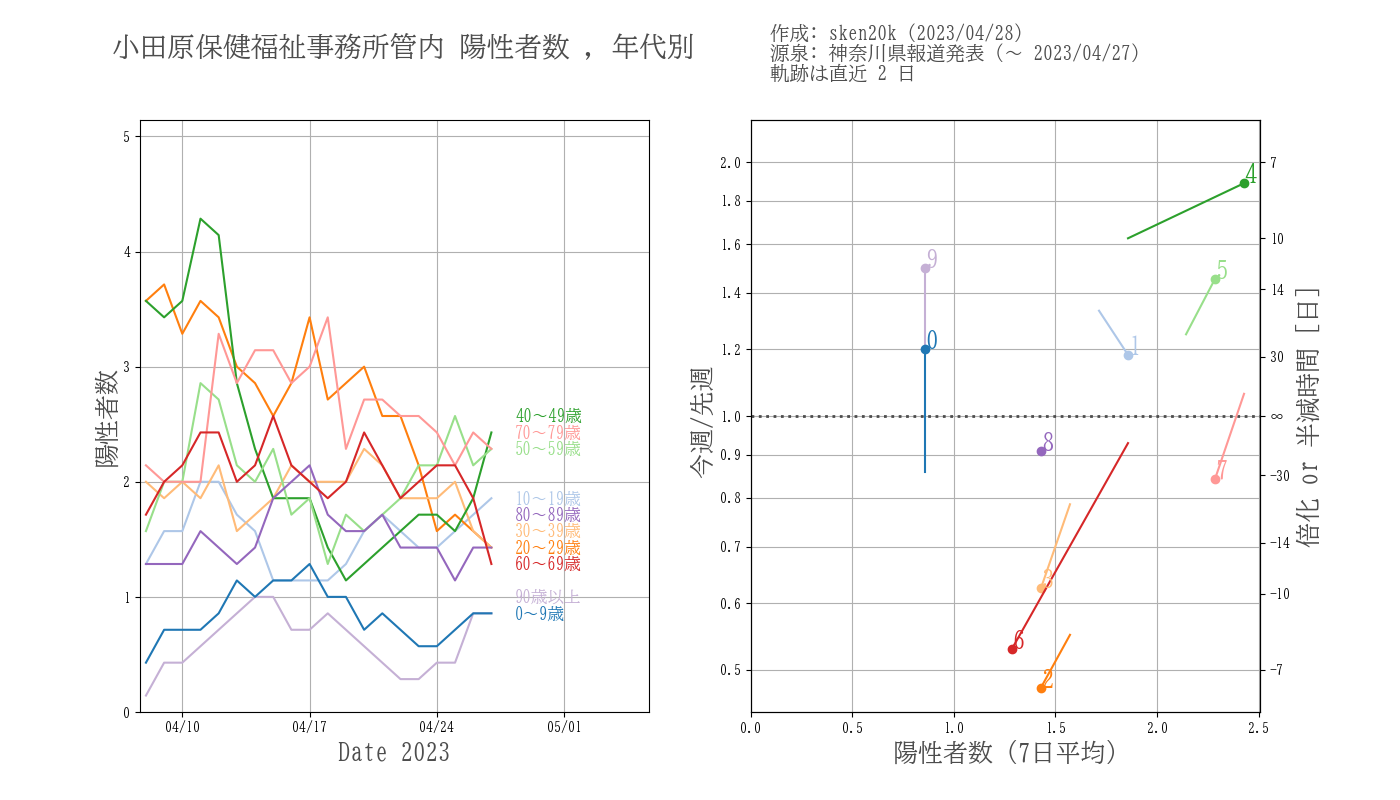 小田原保健福祉事務所管内 陽性者数 , 年代別
作成: sken20k (2023/04/28)
源泉: 神奈川県報道発表 (～ 2023/04/27)
軌跡は直近 2 日
5
4
3
2
1
0
陽性者数
04/10
04/17
04/24
05/01
Date 2023
40～49歳
70～79歳
50～59歳
10～19歳
80～89歳
30～39歳
20～29歳
60～69歳
90歳以上
0～9歳
2.0
1.8
1.6
1.4
1.2
1.0
0.9
0.8
0.7
0.6
0.5
今週/先週
0.0
0.5
1.0
1.5
2.0
2.5
陽性者数 (7日平均)
4
9
5
0
1
8
7
3
6
2
7
10
14
30
∞
−30
−14
−10
−7
倍化 or 半減時間 [日]